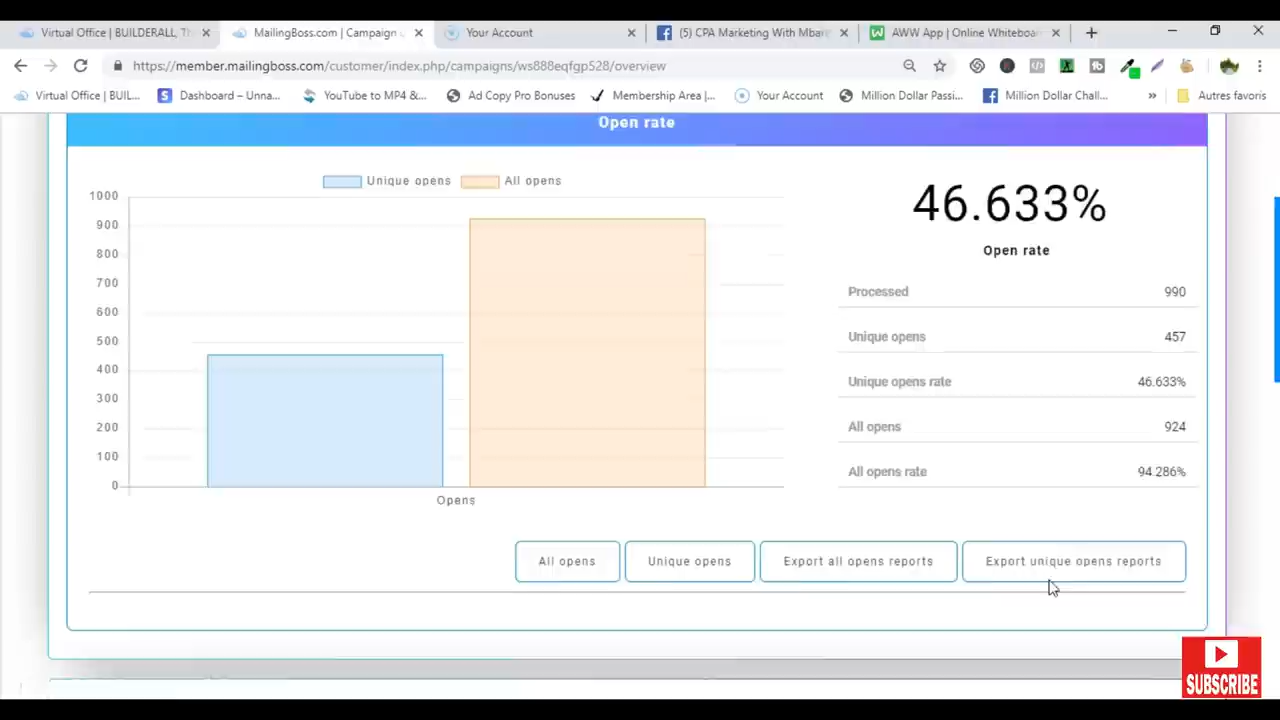 Virtual Office | BUILDERALL, Th
MailingBoss.com | Campaign
Your Account
(5) CPA Marketing With Mbar
AWW App | Online Whiteboa
https://member.mailingboss.com/customer/index.php/campaigns/ws888eqfgp528/overview
Virtual Office | BUIL...
Dashboard – Unna...
YouTube to MP4 &...
Ad Copy Pro Bonuses
Membership Area |...
Your Account
Million Dollar Passi...
Million Dollar Chall...
»
Autres favoris
Open rate
Unique opens
All opens
1000
900
800
700
600
500
400
300
200
100
0
Opens
46.633%
Open rate
Processed 990
Unique opens 457
Unique opens rate 46.633%
All opens 924
All opens rate 94.286%
All opens
Unique opens
Export all opens reports
Export unique opens reports
SUBSCRIBE